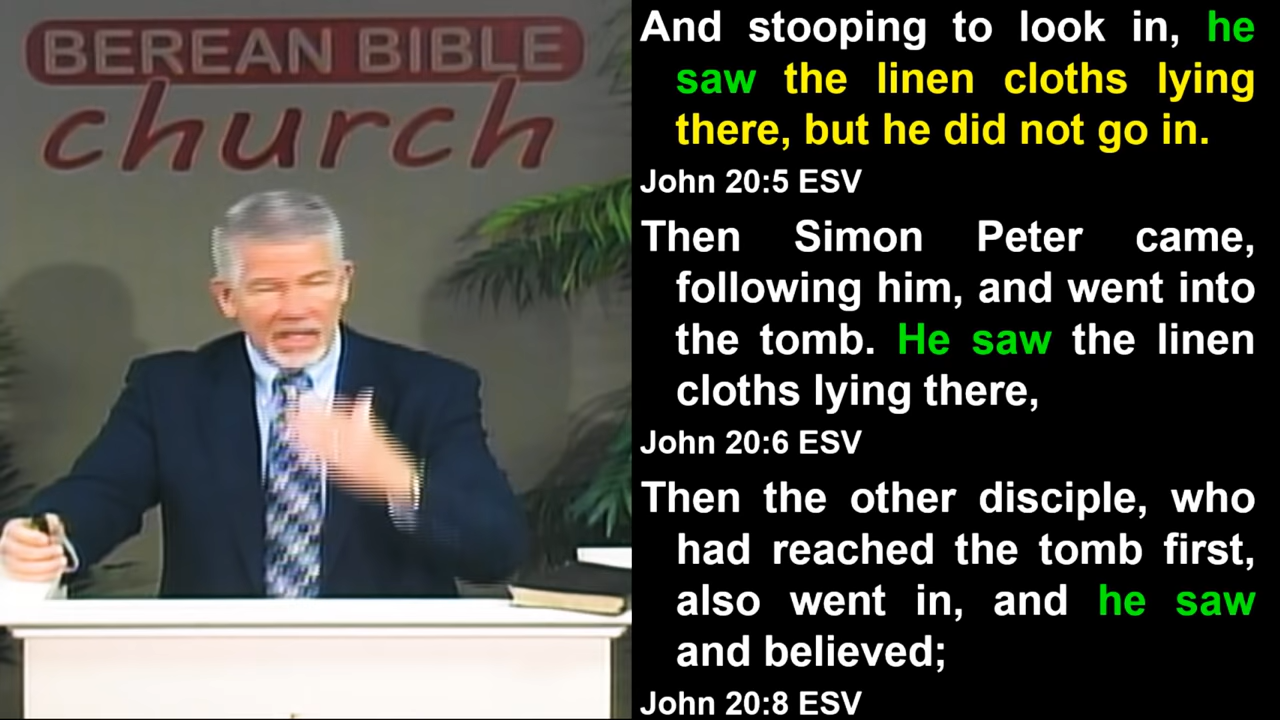 BEREAN BIBLE
church
And stooping to look in, he
saw the linen cloths lying
there, but he did not go in.
John 20:5 ESV
Then Simon Peter came,
following him, and went into
the tomb. He saw the linen
cloths lying there,
John 20:6 ESV
Then the other disciple, who
had reached the tomb first,
also went in, and he saw
and believed;
John 20:8 ESV